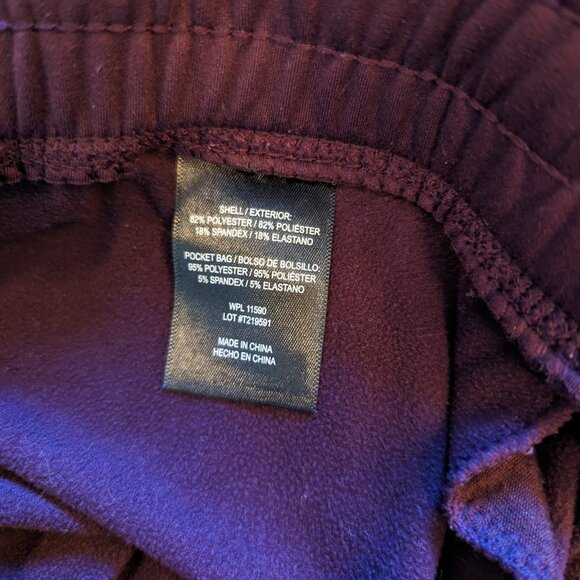 SHELL / EXTERIOR:
82% POLYESTER / 82% POLIÉSTER
18% SPANDEX / 18% ELASTANO
POCKET BAG / BOLSO DE BOLSILLO:
95% POLYESTER / 95% POLIÉSTER
5% SPANDEX / 5% ELASTANO
WPL 11590
LOT #T219591
MADE IN CHINA
HECHO EN CHINA